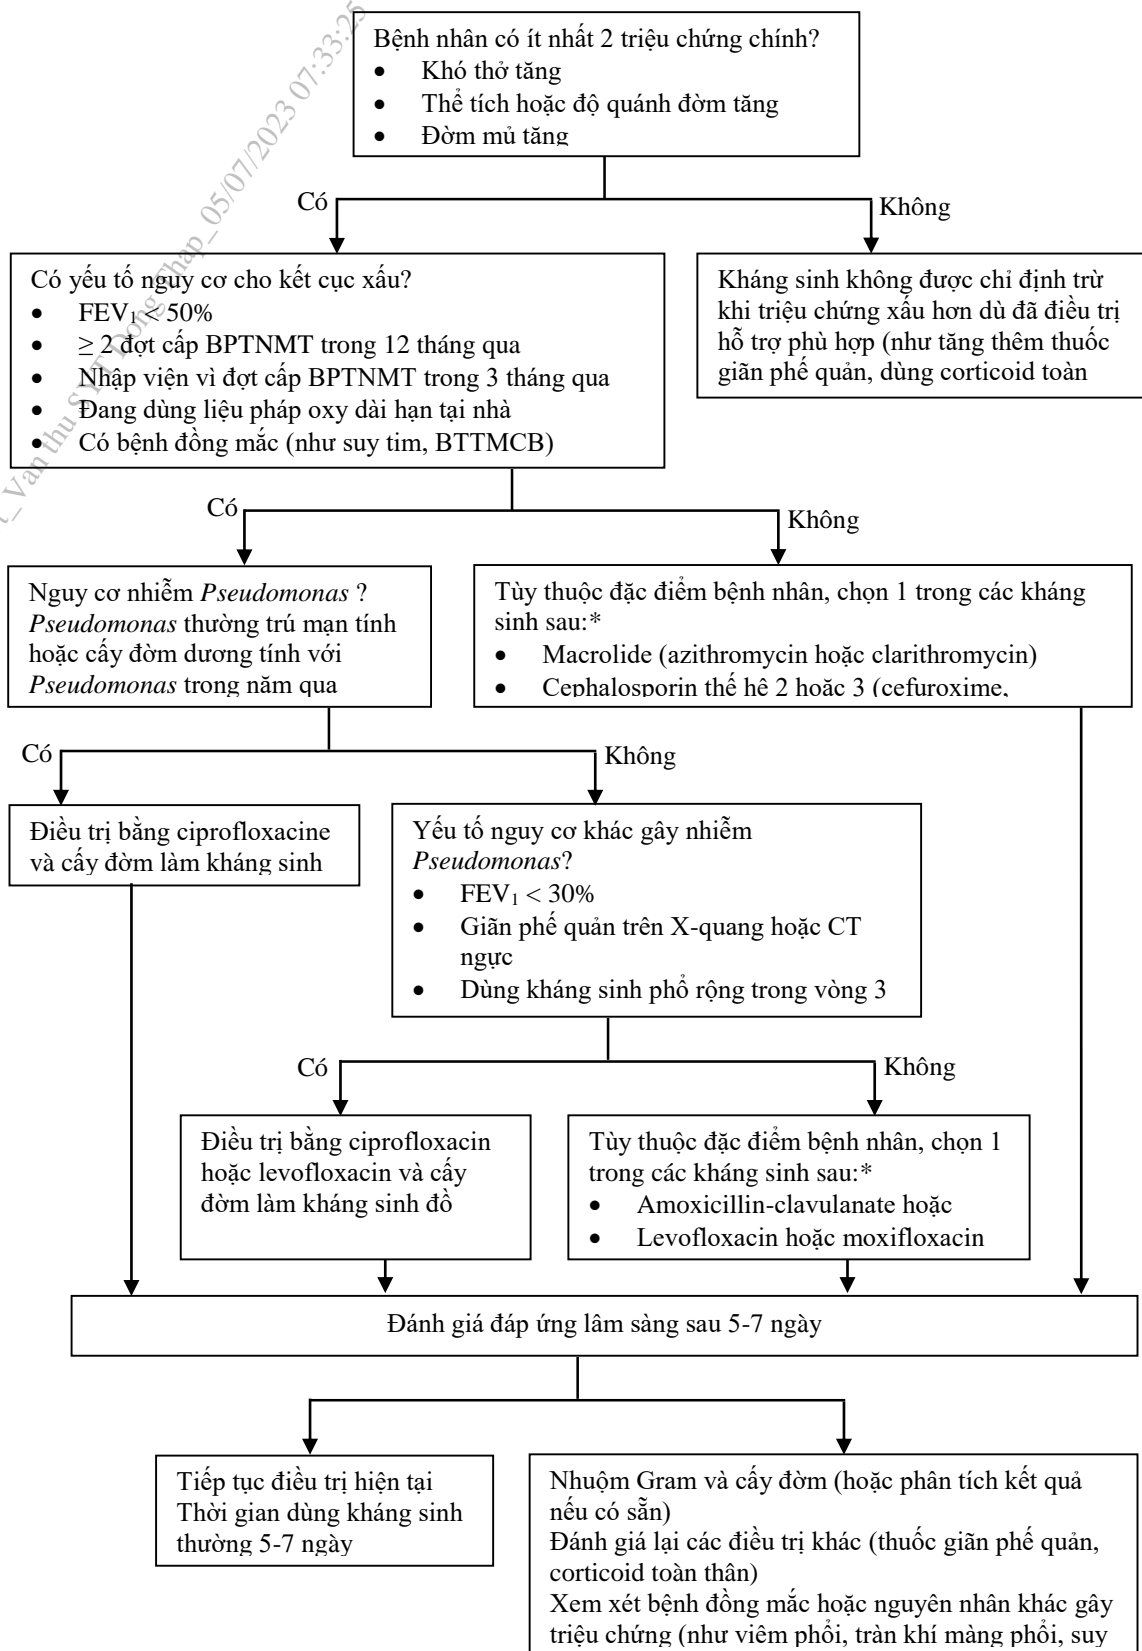 Bệnh nhân có ít nhất 2 triệu chứng chính?
• Khó thở tăng
• Thể tích hoặc độ quánh đờm tăng
• Đờm mủ tăng
Có
Không
Có yếu tố nguy cơ cho kết cục xấu?
• FEV₁ < 50%
• ≥ 2 đợt cấp BPTNMT trong 12 tháng qua
• Nhập viện vì đợt cấp BPTNMT trong 3 tháng qua
• Đang dùng liệu pháp oxy dài hạn tại nhà
• Có bệnh đồng mắc (như suy tim, BTTMCB)
Kháng sinh không được chỉ định trừ
khi triệu chứng xấu hơn dù đã điều trị
hỗ trợ phù hợp (như tăng thêm thuốc
giãn phế quản, dùng corticoid toàn
Có
Không
Nguy cơ nhiễm Pseudomonas ?
Pseudomonas thường trú mạn tính
hoặc cấy đờm dương tính với
Pseudomonas trong năm qua
Tùy thuộc đặc điểm bệnh nhân, chọn 1 trong các kháng
sinh sau:*
• Macrolide (azithromycin hoặc clarithromycin)
• Cephalosporin thế hệ 2 hoặc 3 (cefuroxime,
Có
Không
Điều trị bằng ciprofloxacine
và cấy đờm làm kháng sinh
Yếu tố nguy cơ khác gây nhiễm
Pseudomonas?
• FEV₁ < 30%
• Giãn phế quản trên X-quang hoặc CT
ngực
• Dùng kháng sinh phổ rộng trong vòng 3
Có
Không
Điều trị bằng ciprofloxacin
hoặc levofloxacin và cấy
đờm làm kháng sinh đồ
Tùy thuộc đặc điểm bệnh nhân, chọn 1
trong các kháng sinh sau:*
• Amoxicillin-clavulanate hoặc
• Levofloxacin hoặc moxifloxacin
Đánh giá đáp ứng lâm sàng sau 5-7 ngày
Tiếp tục điều trị hiện tại
Thời gian dùng kháng sinh
thường 5-7 ngày
Nhuộm Gram và cấy đờm (hoặc phân tích kết quả
nếu có sẵn)
Đánh giá lại các điều trị khác (thuốc giãn phế quản,
corticoid toàn thân)
Xem xét bệnh đồng mắc hoặc nguyên nhân khác gây
triệu chứng (như viêm phổi, tràn khí màng phổi, suy
Van thu SYT Dong Thap_05/07/2023 07:33:25